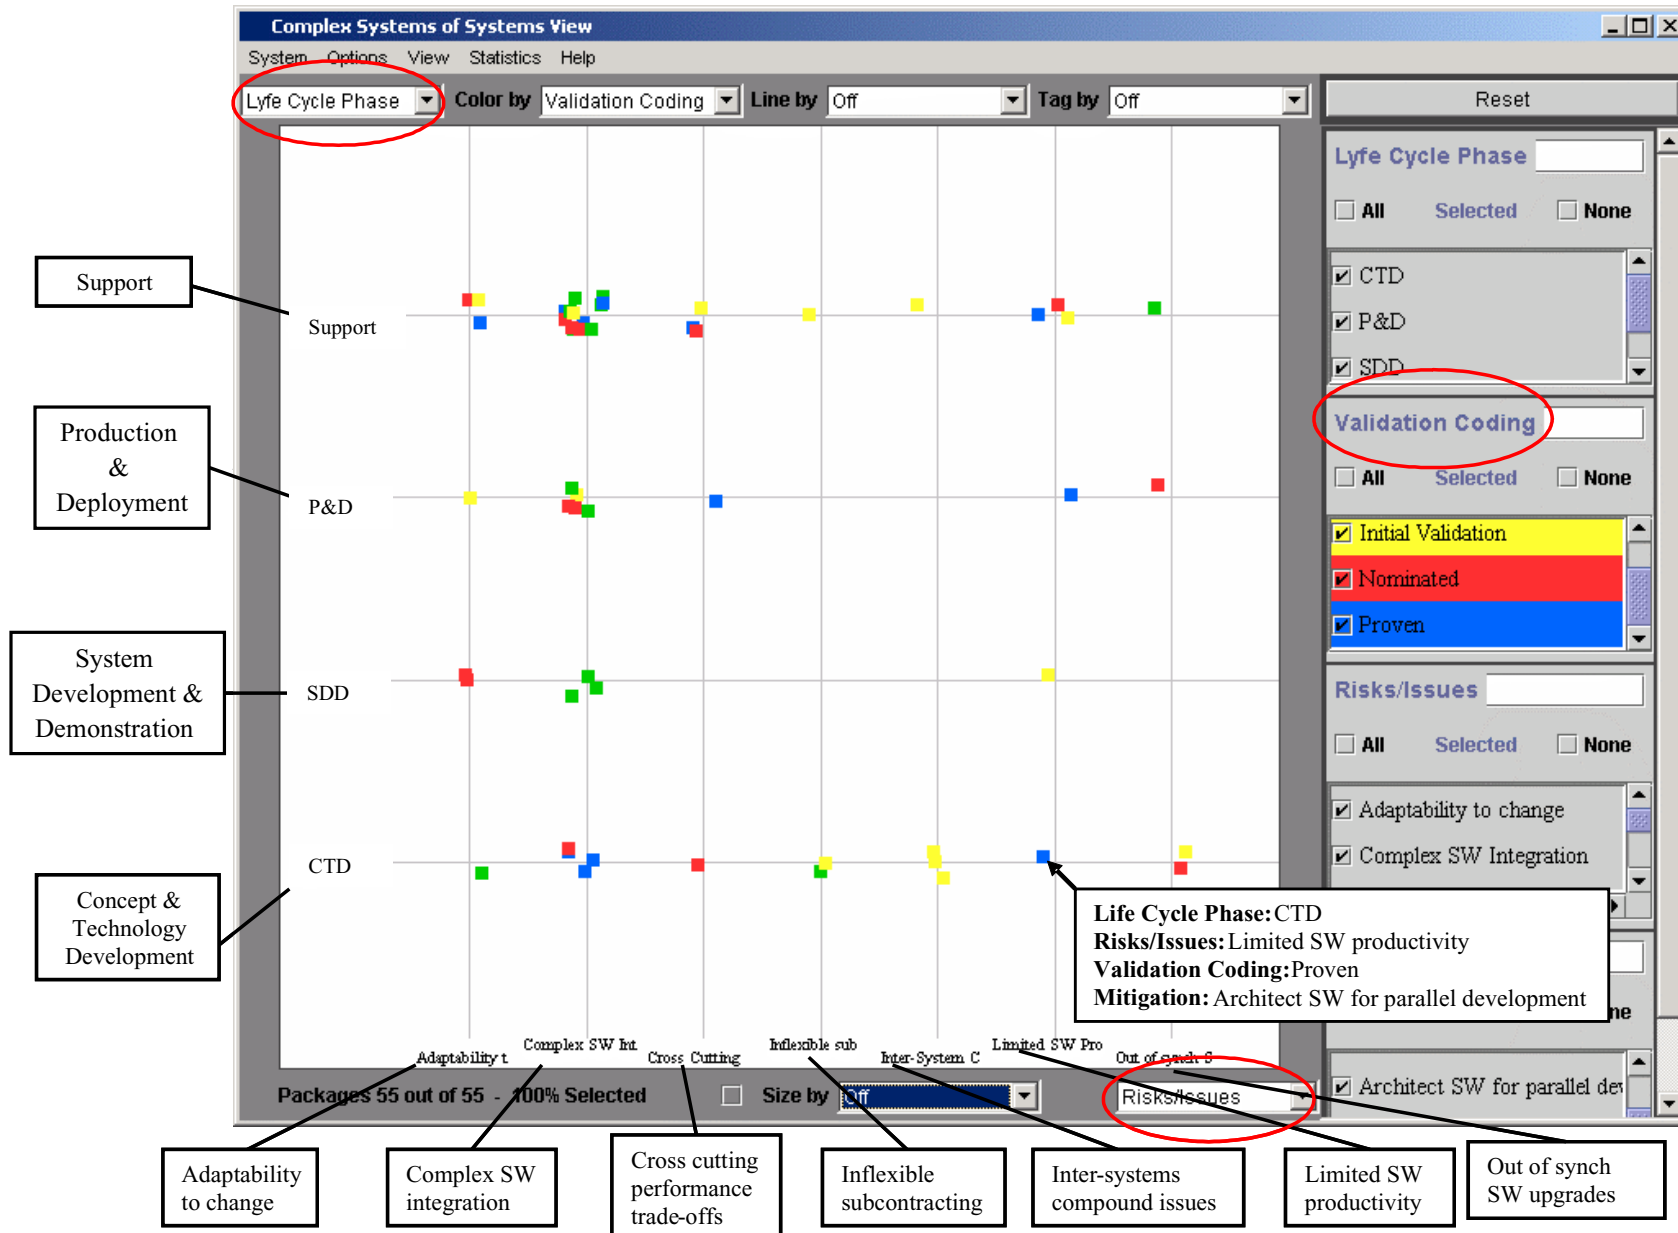 Complex Systems of Systems View
System Options View Statistics Help
Lyfe Cycle Phase Color by Validation Coding Line by Off Tag by Off Reset
Lyfe Cycle Phase
All Selected None
CTD
P&D
SDD
Validation Coding
All Selected None
Initial Validation
Nominated
Proven
Risks/Issues
All Selected None
Adaptability to change
Complex SW Integration
ne
Architect SW for parallel dev
Support
Production
&
Deployment
System
Development &
Demonstration
Concept &
Technology
Development
Support
P&D
SDD
CTD
Life Cycle Phase: CTD
Risks/Issues: Limited SW productivity
Validation Coding: Proven
Mitigation: Architect SW for parallel development
Adaptability t.
Complex SW Int
Cross Cutting
Inflexible sub
Inter-System C
Limited SW Pro
Out of synch S
Packages 55 out of 55 - 100% Selected Size by Off Risks/Issues
Adaptability
to change
Complex SW
integration
Cross cutting
performance
trade-offs
Inflexible
subcontracting
Inter-systems
compound issues
Limited SW
productivity
Out of synch
SW upgrades